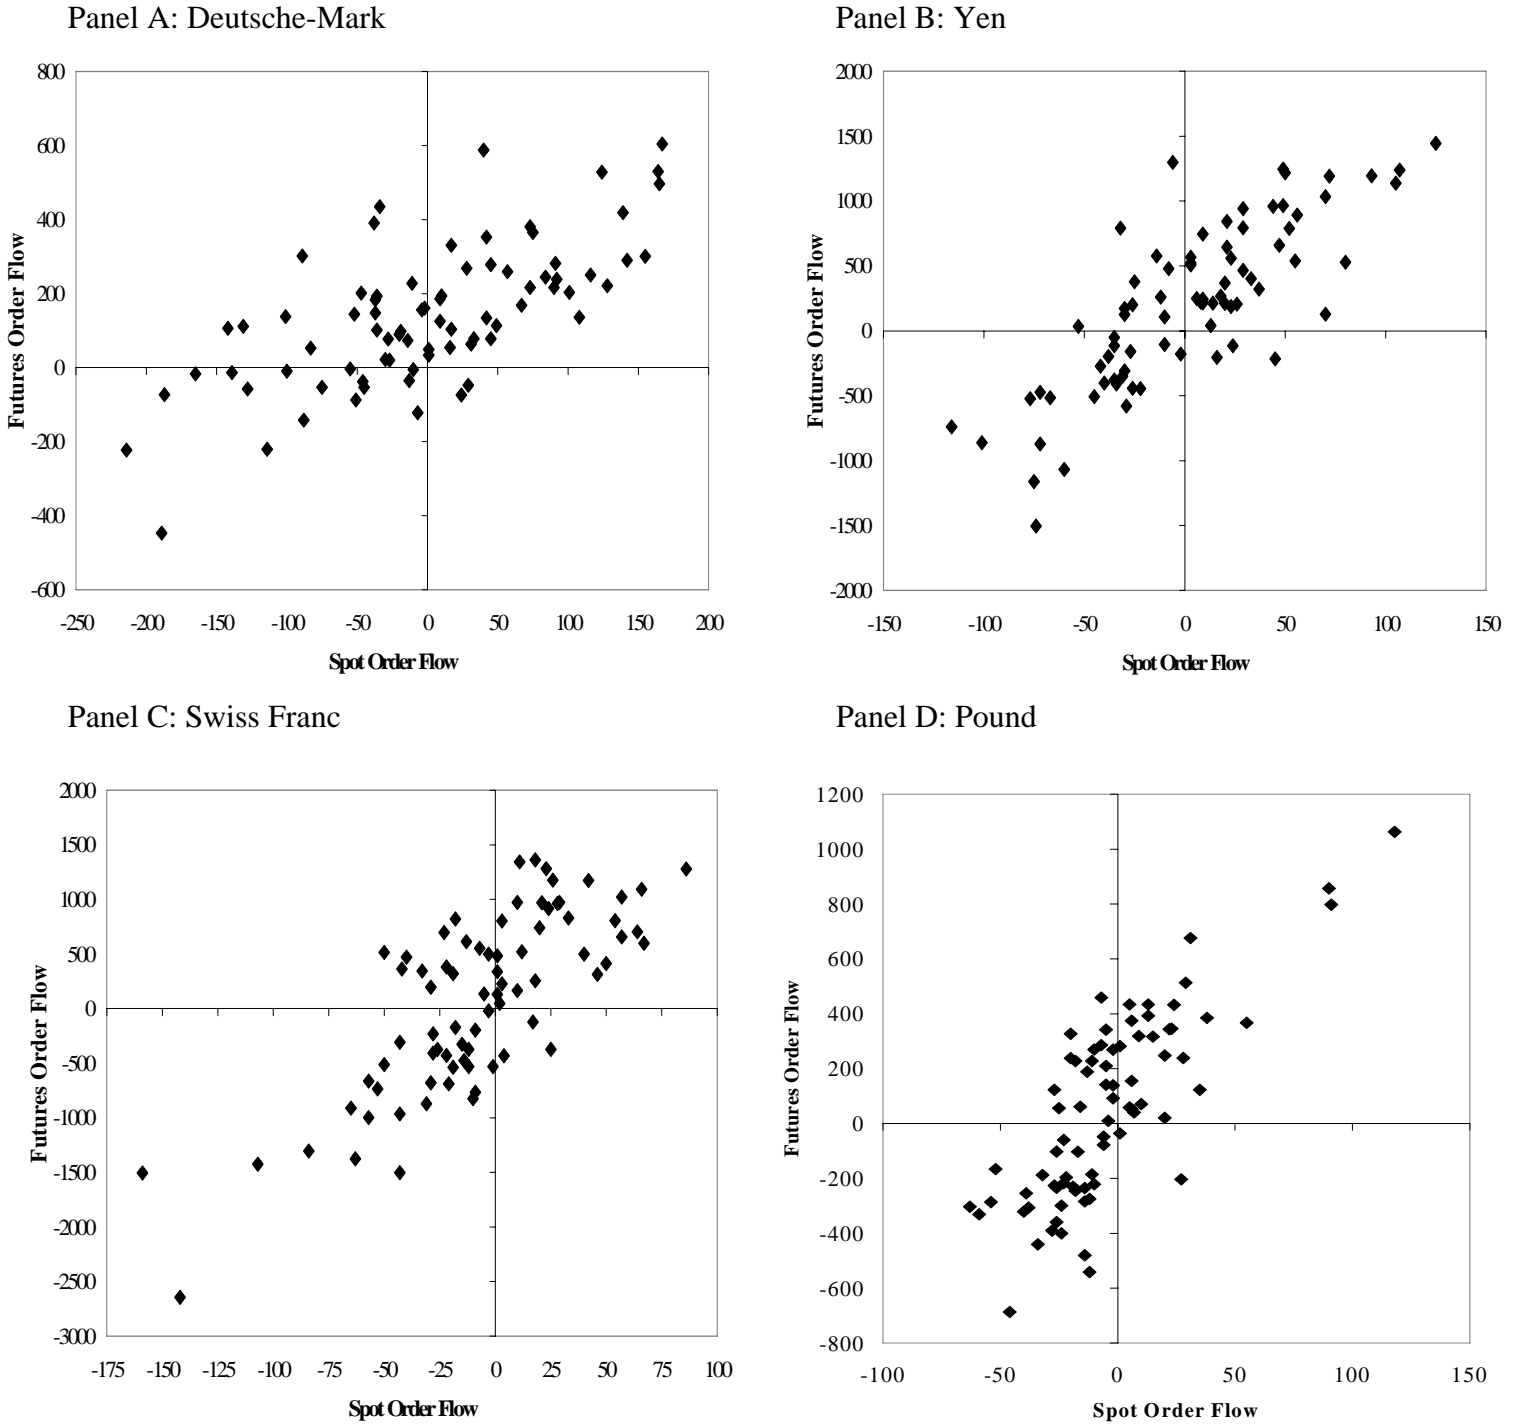 Panel A: Deutsche-Mark
800
600
400
200
0
-200
-400
-600
Futures Order Flow
-250 -200 -150 -100 -50 0 50 100 150 200
Spot Order Flow
Panel B: Yen
2000
1500
1000
500
0
-500
-1000
-1500
-2000
Futures Order Flow
-150 -100 -50 0 50 100 150
Spot Order Flow
Panel C: Swiss Franc
2000
1500
1000
500
0
-500
-1000
-1500
-2000
-2500
-3000
Futures Order Flow
-175 -150 -125 -100 -75 -50 -25 0 25 50 75 100
Spot Order Flow
Panel D: Pound
1200
1000
800
600
400
200
0
-200
-400
-600
-800
Futures Order Flow
-100 -50 0 50 100 150
Spot Order Flow